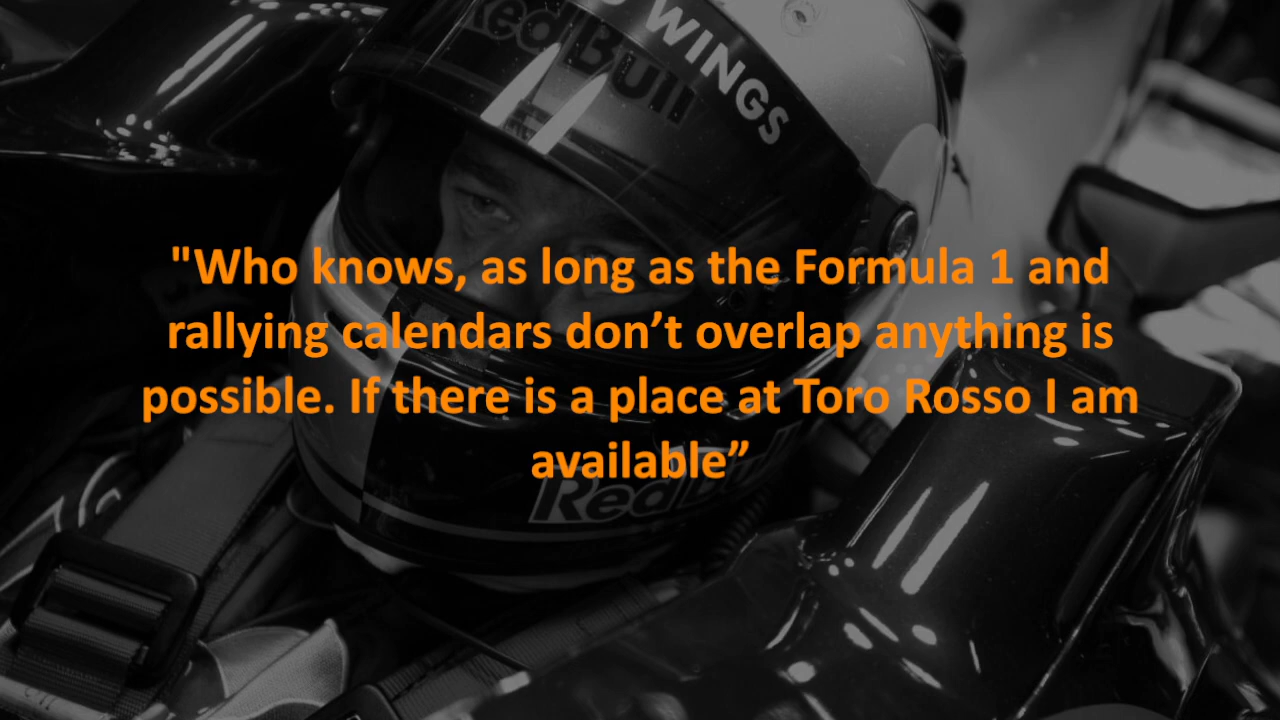 RedBull
WINGS
"Who knows, as long as the Formula 1 and
rallying calendars don’t overlap anything is
possible. If there is a place at Toro Rosso I am
available”
RedBull